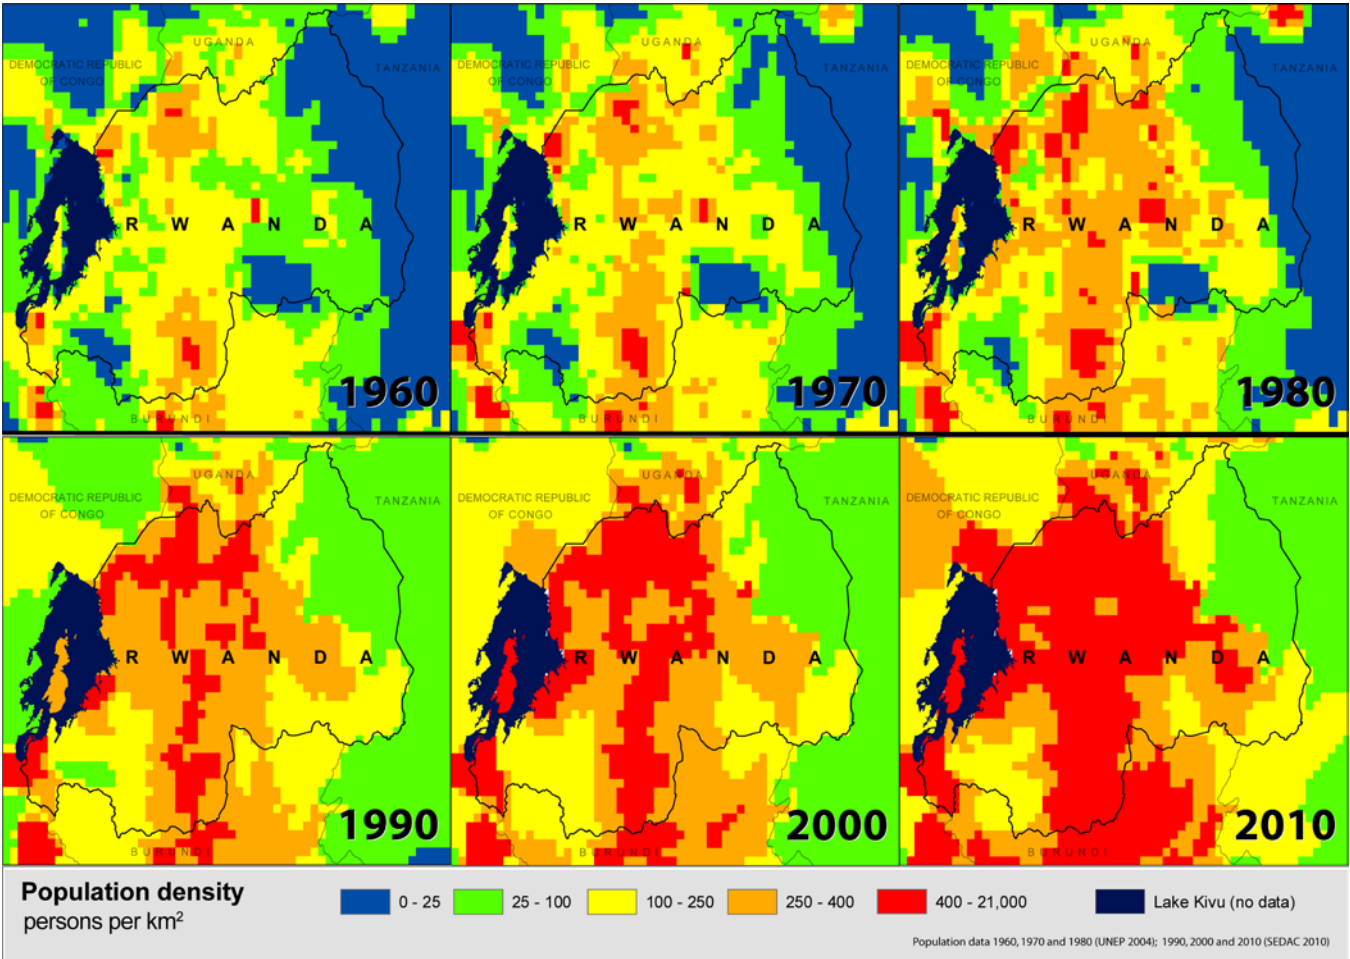 UGANDA
DEMOCRATIC REPUBLIC
OF CONGO
TANZANIA
R W A N D A
1960
BURUNDI
UGANDA
DEMOCRATIC REPUBLIC
OF CONGO
TANZANIA
R W A N D A
1970
BURUNDI
UGANDA
DEMOCRATIC REPUBLIC
OF CONGO
TANZANIA
R W A N D A
1980
BURUNDI
UGANDA
DEMOCRATIC REPUBLIC
OF CONGO
TANZANIA
R W A N D A
1990
BURUNDI
UGANDA
DEMOCRATIC REPUBLIC
OF CONGO
TANZANIA
R W A N D A
2000
BURUNDI
UGANDA
DEMOCRATIC REPUBLIC
OF CONGO
TANZANIA
R W A N D A
2010
BURUNDI
Population density
persons per km²
0 - 25
25 - 100
100 - 250
250 - 400
400 - 21,000
Lake Kivu (no data)
Population data 1960, 1970 and 1980 (UNEP 2004); 1990, 2000 and 2010 (SEDAC 2010)